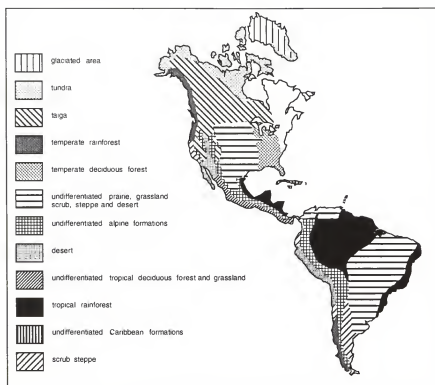 glaciated area
tundra
taiga
temperate rainforest
temperate deciduous forest
undifferentiated prairie, grassland
scrub, steppe and desert
undifferentiated alpine formations
desert
undifferentiated tropical deciduous forest and grassland
tropical rainforest
undifferentiated Caribbean formations
scrub steppe